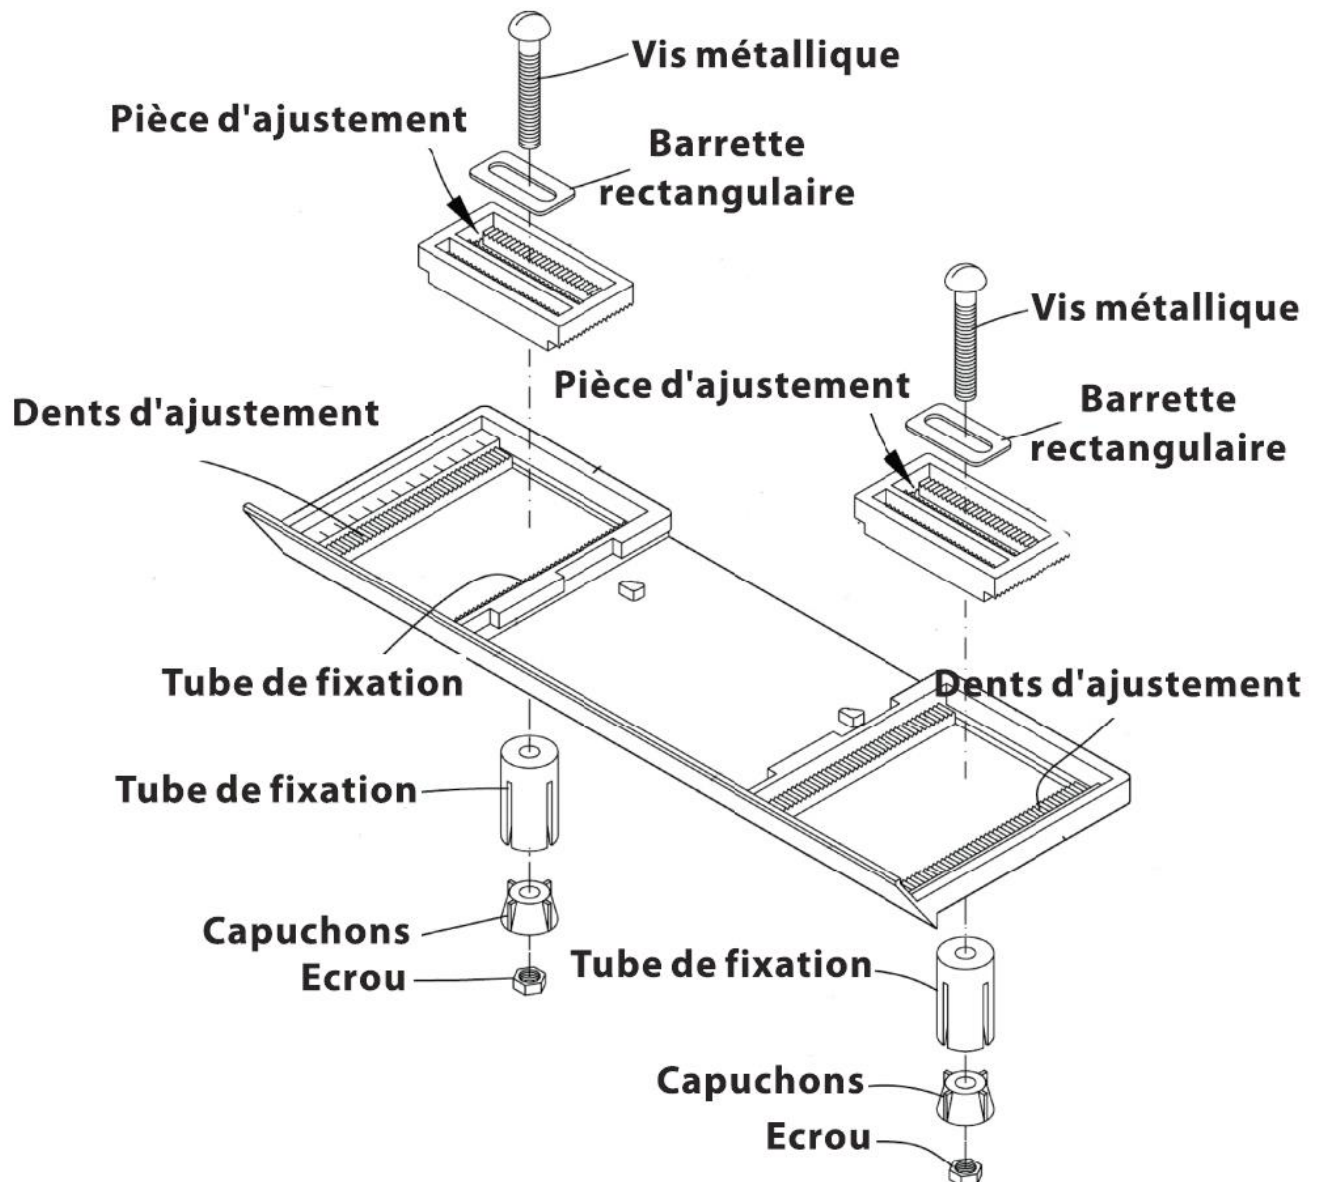 Vis métallique
Pièce d'ajustement
Barrette
rectangulaire
Vis métallique
Pièce d'ajustement
Barrette
rectangulaire
Dents d'ajustement
Tube de fixation
Dents d'ajustement
Tube de fixation
Capuchons
Ecrou
Tube de fixation
Capuchons
Ecrou